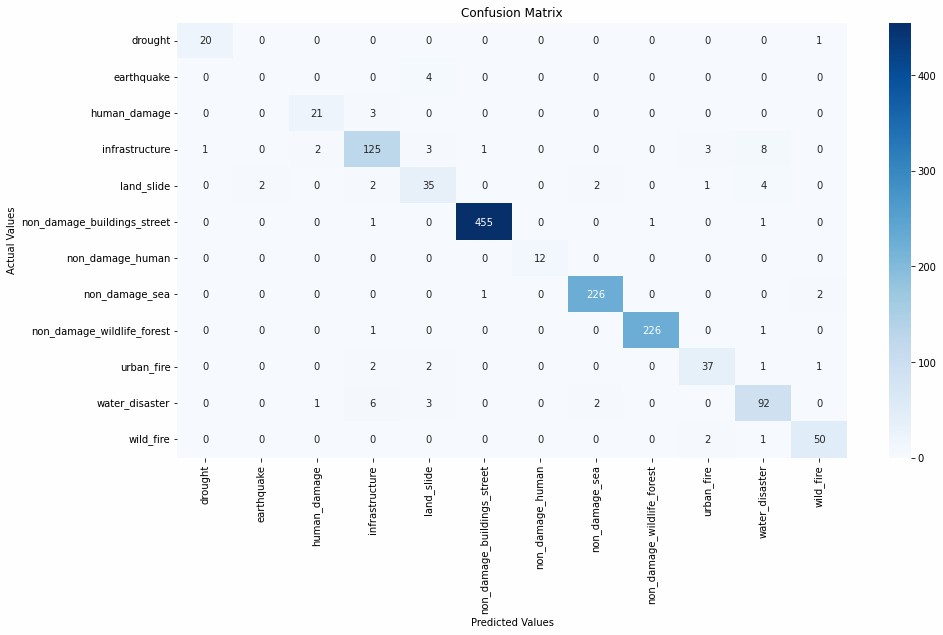 Confusion Matrix
drought 20 0 0 0 0 0 0 0 0 0 0 1
earthquake 0 0 0 0 4 0 0 0 0 0 0 0
human_damage 0 0 21 3 0 0 0 0 0 0 0 0
infrastructure 1 0 2 125 3 1 0 0 0 3 8 0
land_slide 0 2 0 2 35 0 0 2 0 1 4 0
non_damage_buildings_street 0 0 0 1 0 455 0 0 1 0 1 0
non_damage_human 0 0 0 0 0 0 12 0 0 0 0 0
non_damage_sea 0 0 0 0 0 1 0 226 0 0 0 2
non_damage_wildlife_forest 0 0 0 1 0 0 0 0 226 0 1 0
urban_fire 0 0 0 2 2 0 0 0 0 37 1 1
water_disaster 0 0 1 6 3 0 0 2 0 0 92 0
wild_fire 0 0 0 0 0 0 0 0 0 2 1 50
Actual Values
drought
earthquake
human_damage
infrastructure
land_slide
non_damage_buildings_street
non_damage_human
non_damage_sea
non_damage_wildlife_forest
urban_fire
water_disaster
wild_fire
Predicted Values
400
300
200
100
0